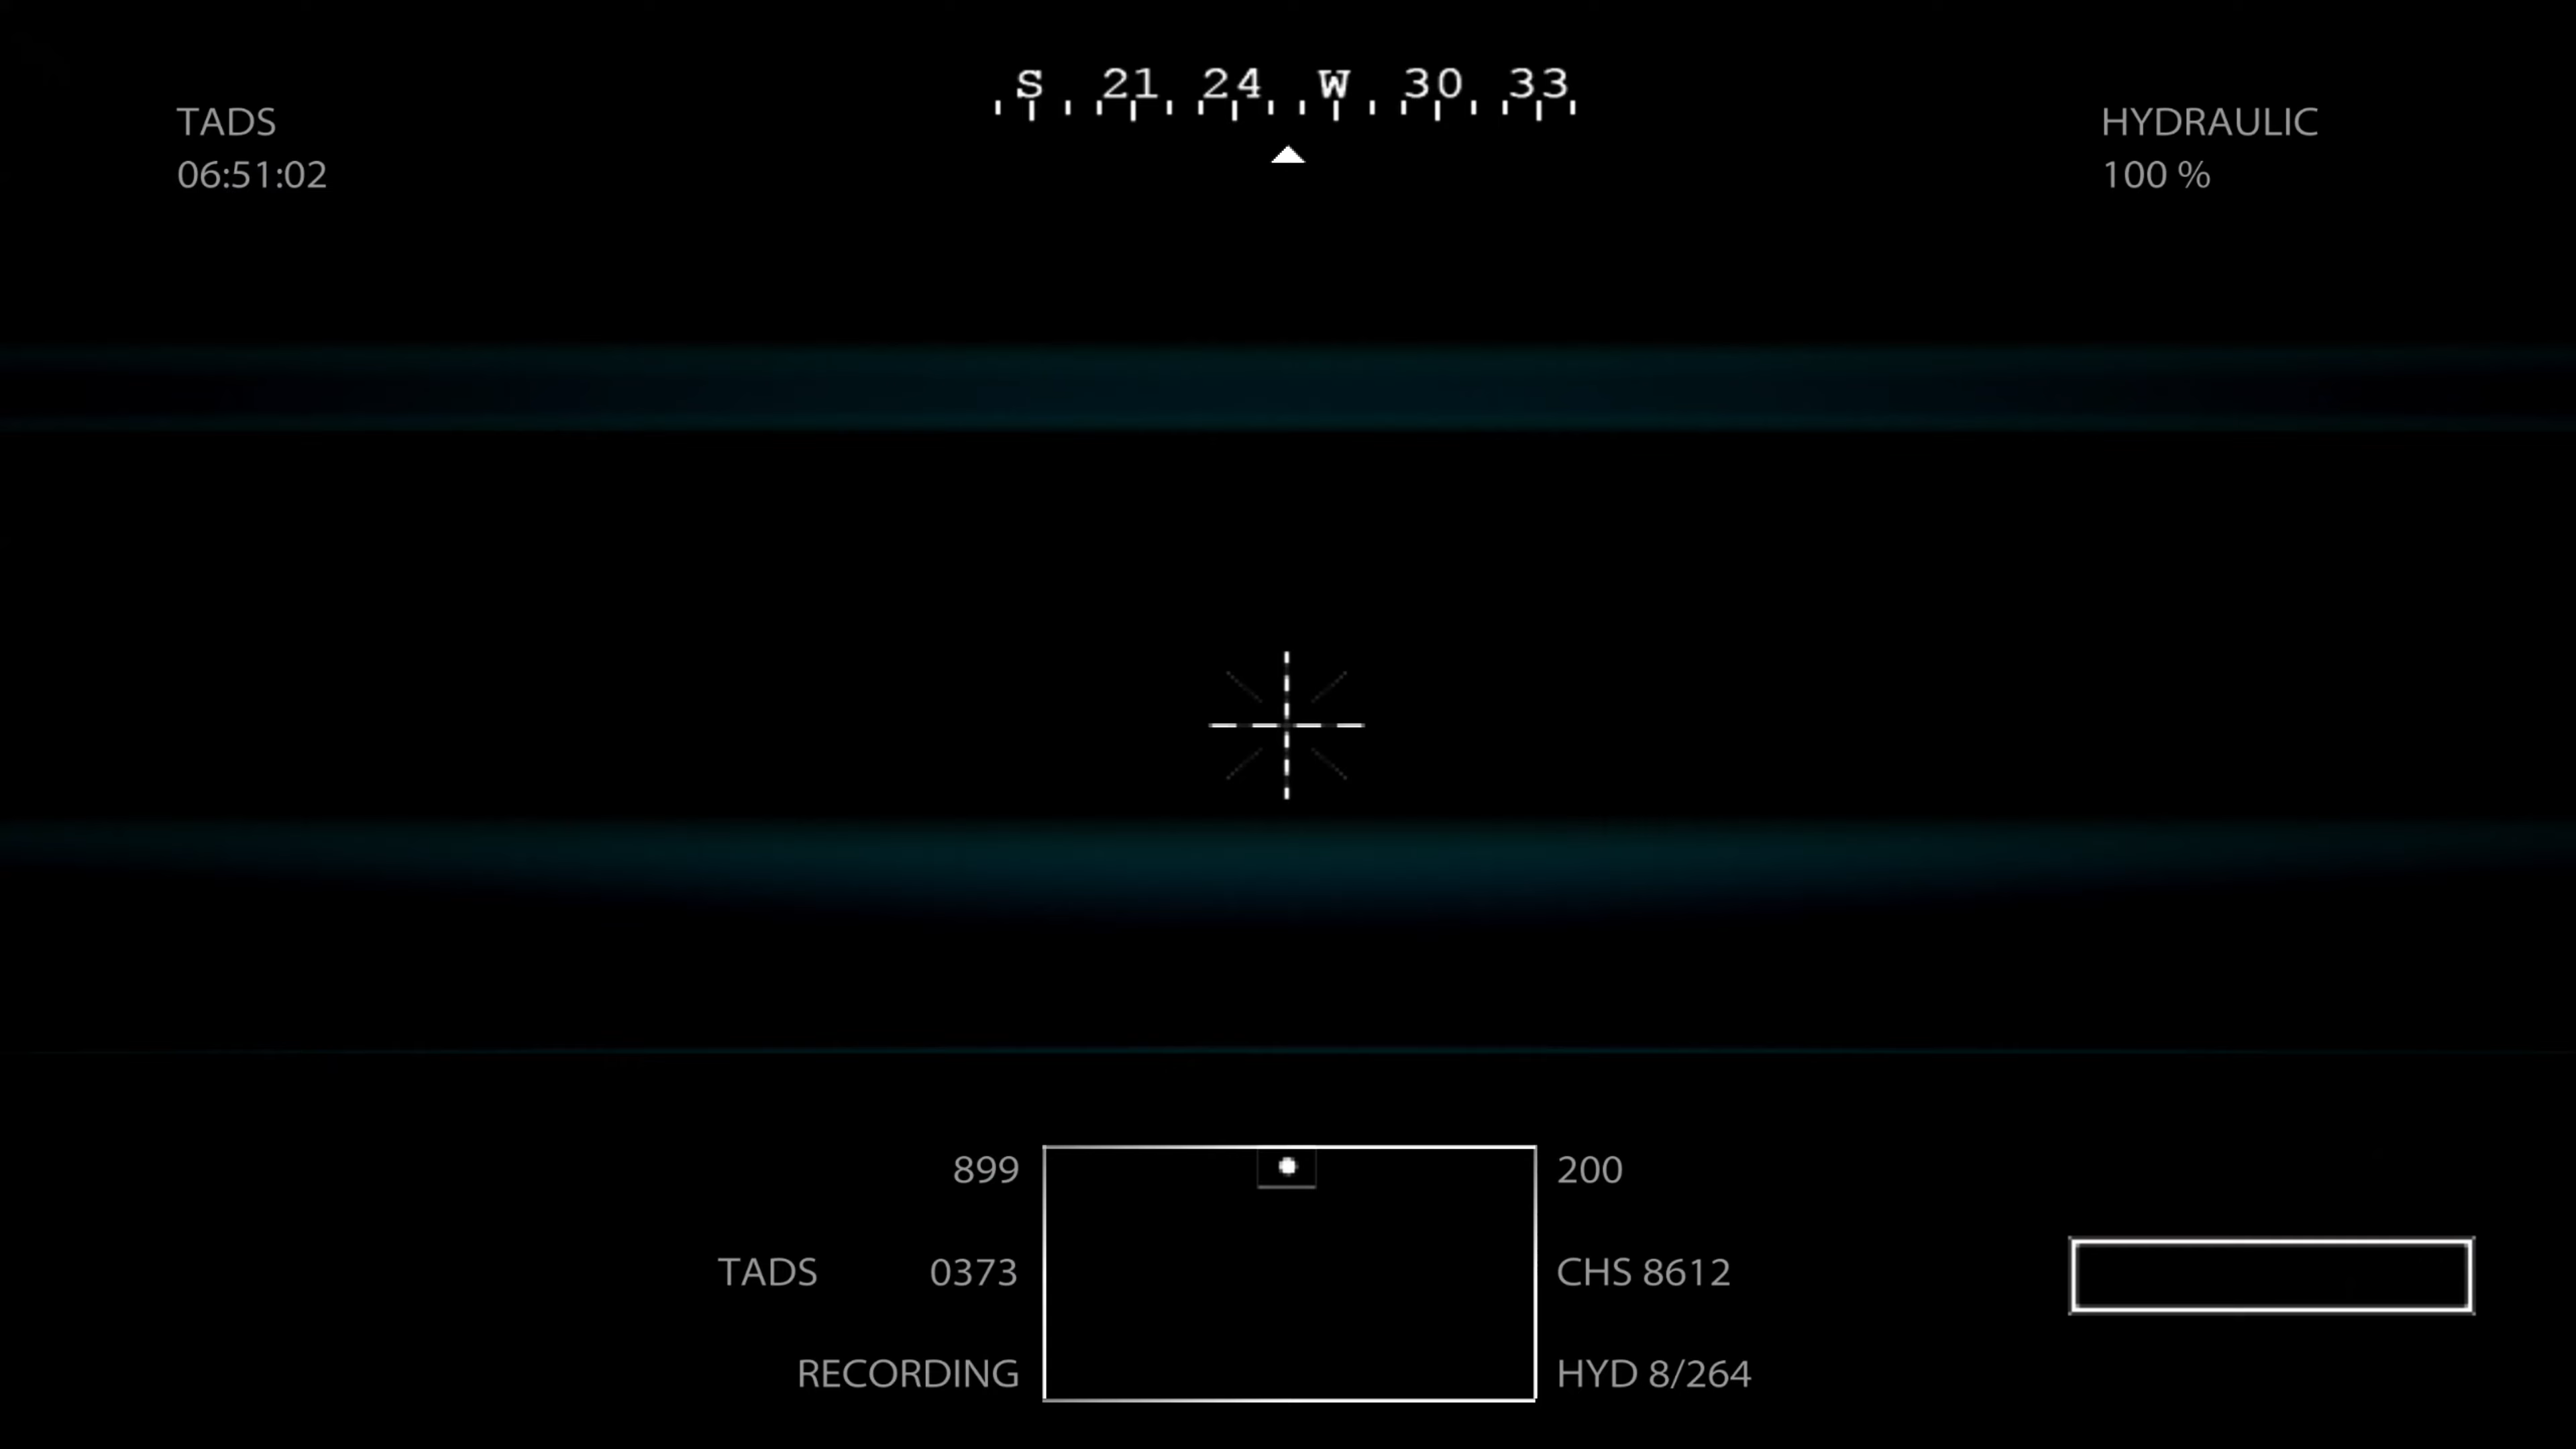 S 21 24 W 30 33
TADS
06:51:02
HYDRAULIC
100 %
899
200
TADS 0373
CHS 8612
RECORDING
HYD 8/264